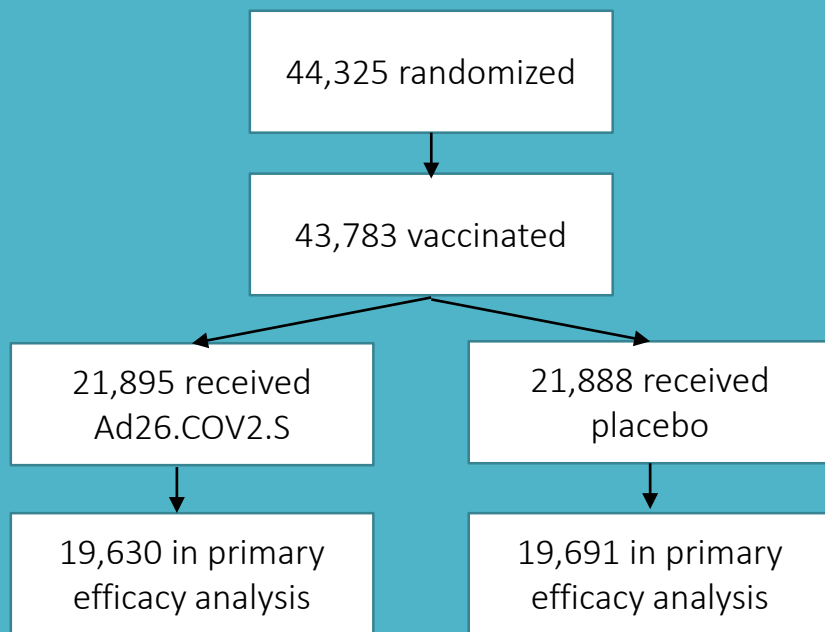 44,325 randomized
43,783 vaccinated
21,895 received
Ad26.COV2.S
21,888 received
placebo
19,630 in primary
efficacy analysis
19,691 in primary
efficacy analysis